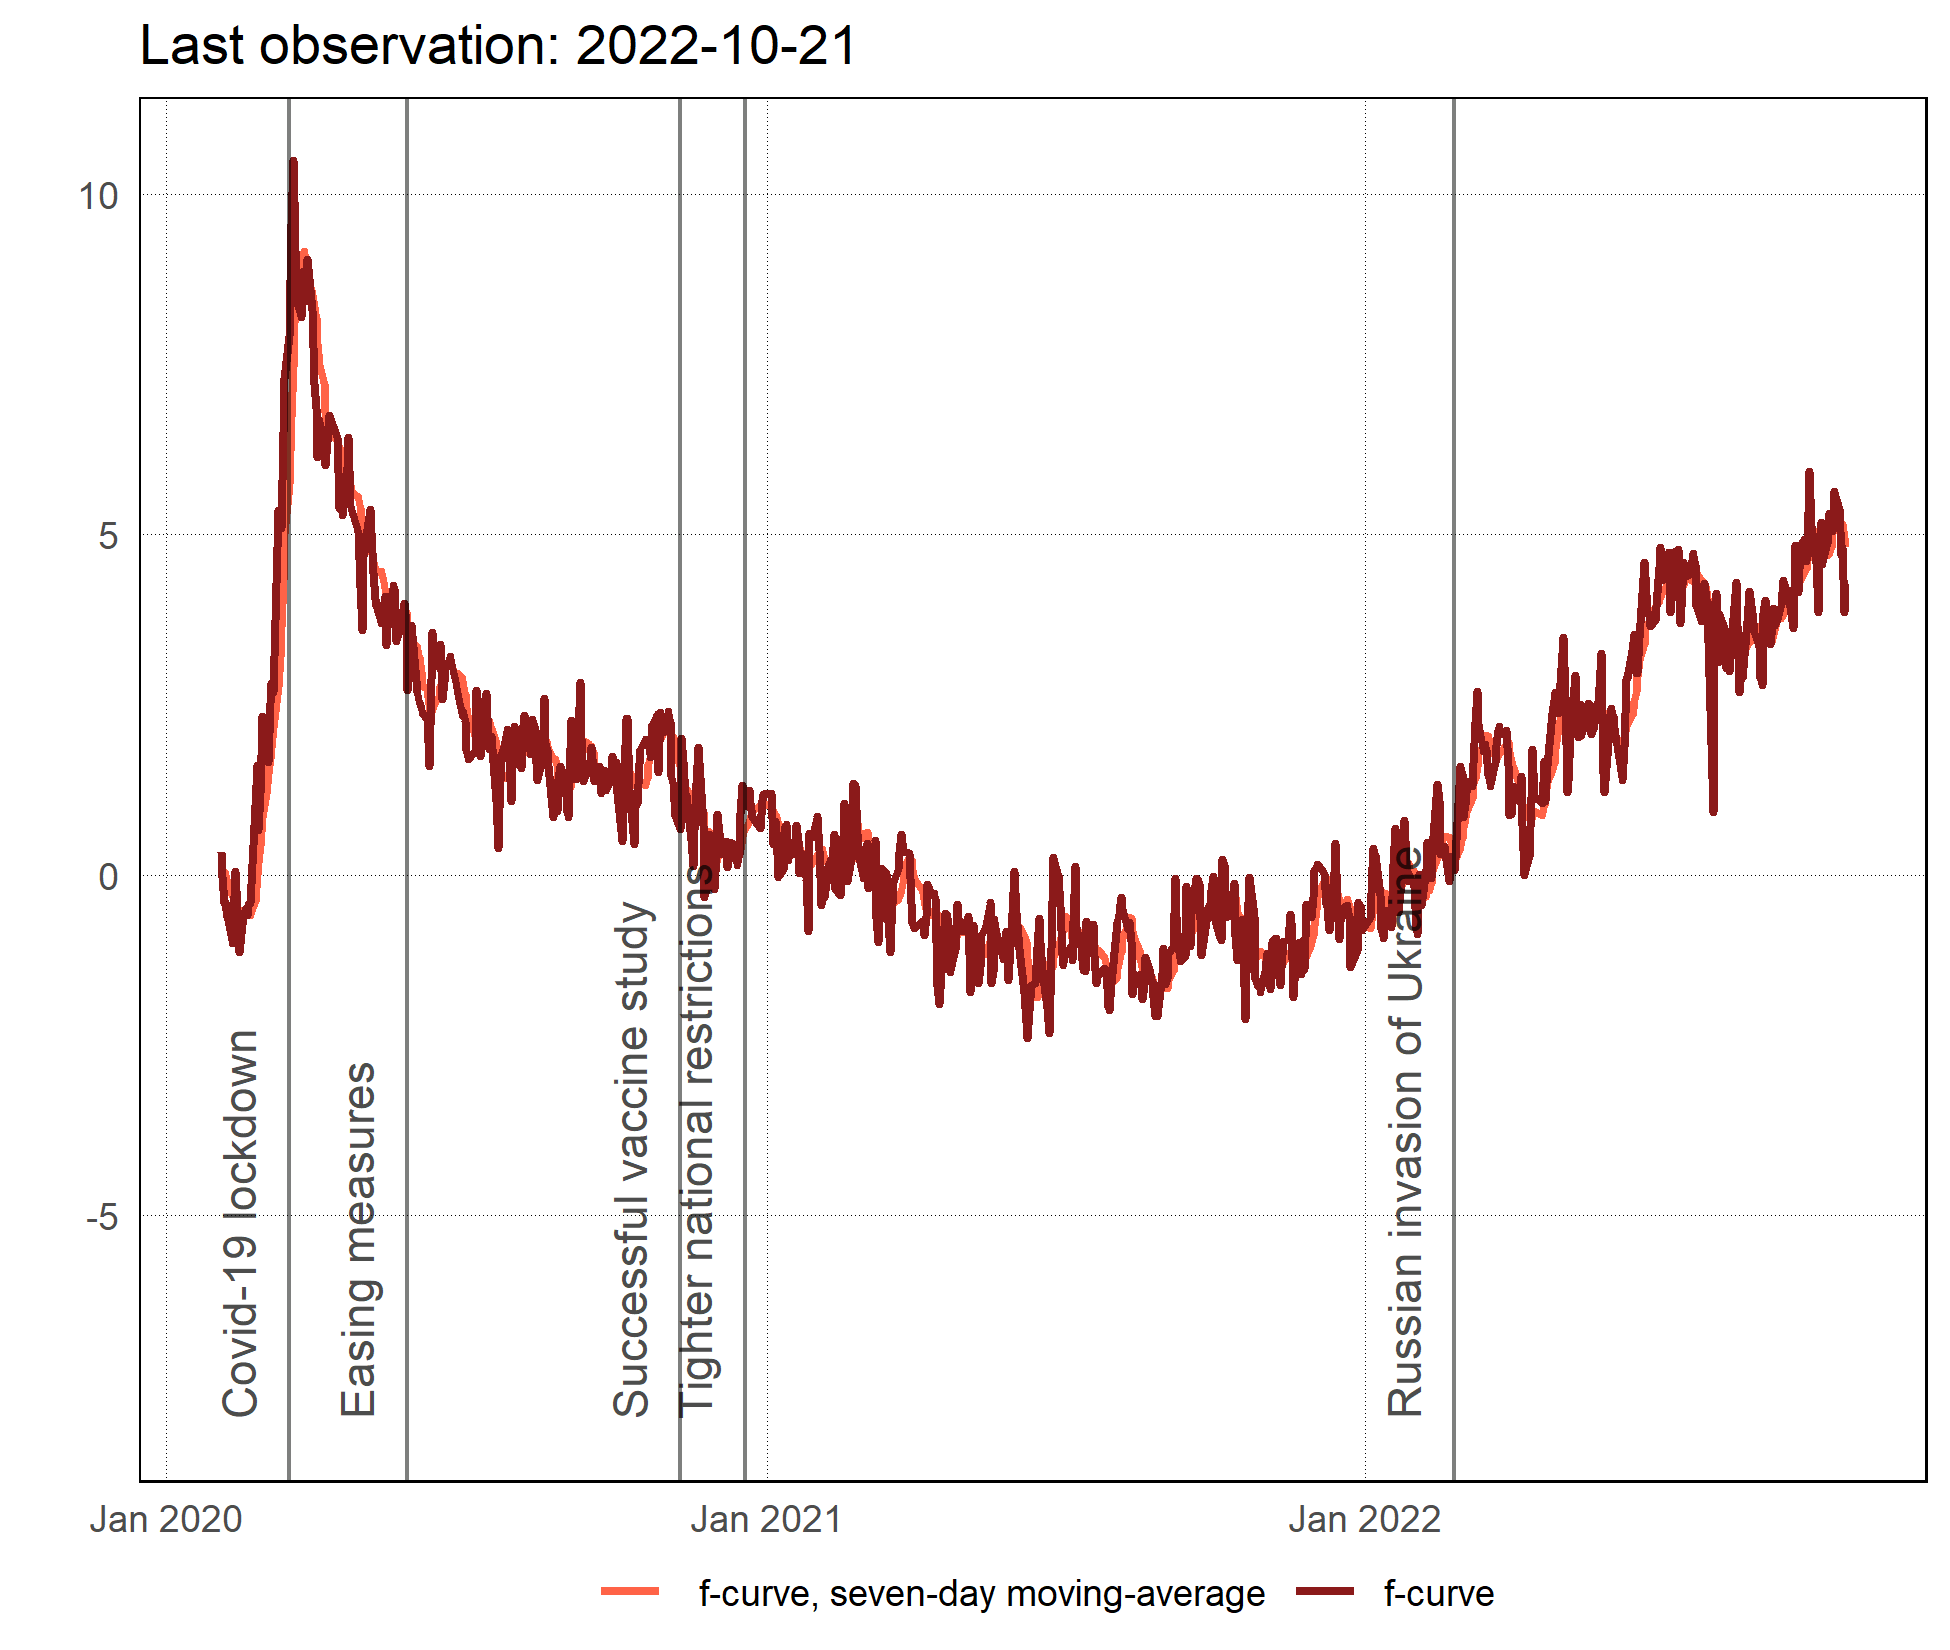 Last observation: 2022-10-21
10
5
0
-5
Covid-19 lockdown
Easing measures
Successful vaccine study
Tighter national restrictions
Russian invasion of Ukraine
Jan 2020
Jan 2021
Jan 2022
f-curve, seven-day moving-average
f-curve